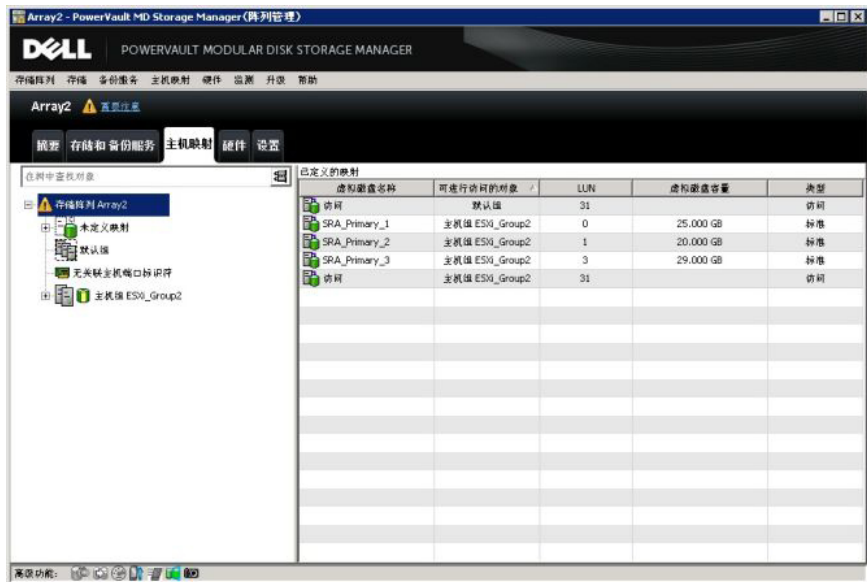 Array2 - PowerVault MD Storage Manager(阵列管理)
DELL POWERVAULT MODULAR DISK STORAGE MANAGER
存储阵列 存储 备份服务 主机映射 硬件 监测 升级 帮助
Array2 重要信息
摘要 存储和备份服务 主机映射 硬件 设置
在树中查找对象
存储阵列 Array2
未定义映射
默认组
无关联主机端口标识符
主机组 ESXi_Group2
已定义的映射
虚拟磁盘名称 可进行访问的对象 LUN 虚拟磁盘容量 类型
访问 默认组 31 访问
SRA_Primary_1 主机组 ESXi_Group2 0 25.000 GB 标准
SRA_Primary_2 主机组 ESXi_Group2 1 20.000 GB 标准
SRA_Primary_3 主机组 ESXi_Group2 3 29.000 GB 标准
访问 主机组 ESXi_Group2 31 访问
高级功能: